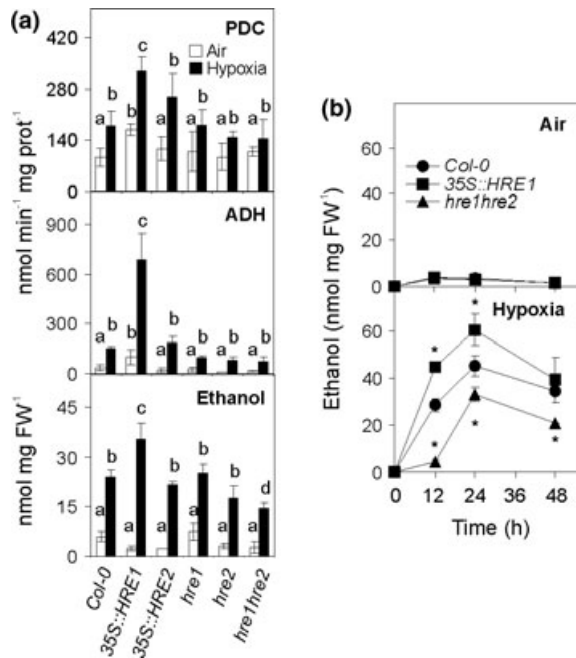 (a)
PDC
Air
Hypoxia
420
280
140
0
a b b c a b a b a b a b
nmol min⁻¹ mg prot⁻¹
ADH
900
600
300
0
a b b c a b a b a b a b
Ethanol
nmol mg FW⁻¹
45
30
15
0
a b a c a b a b a b a d
Col-0
35S::HRE1
35S::HRE2
hre1
hre2
hre1hre2
(b)
Air
Col-0
35S::HRE1
hre1hre2
60
40
20
0
Ethanol (nmol mg FW⁻¹)
Hypoxia
60
40
20
0
* * * * *
0 12 24 36 48
Time (h)